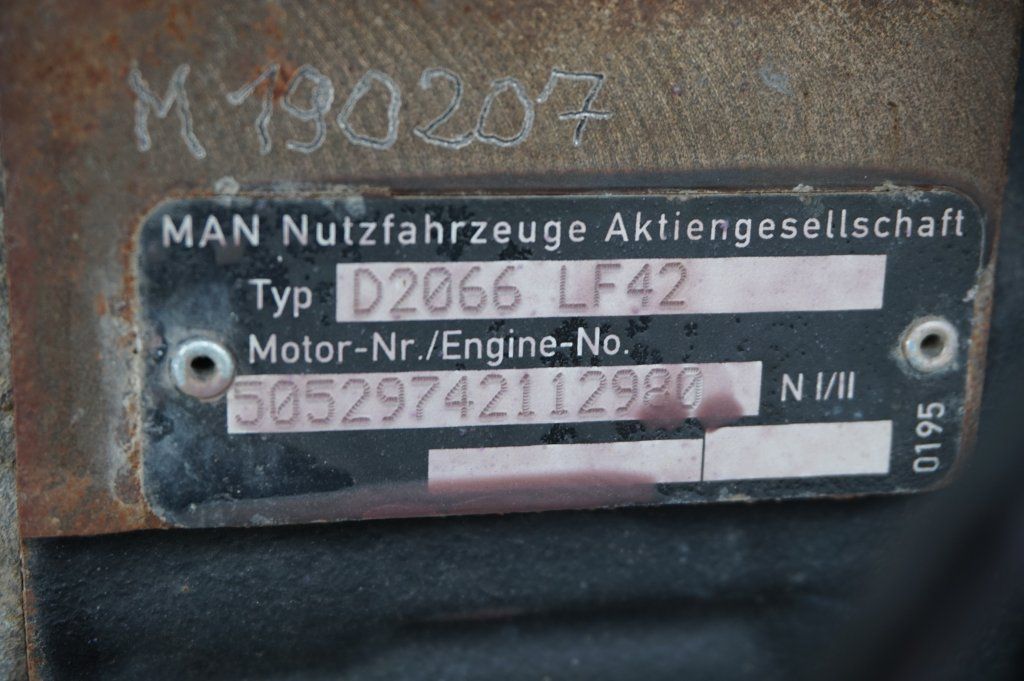 M 190207
MAN Nutzfahrzeuge Aktiengesellschaft
Typ D2066 LF42
Motor-Nr./Engine-No.
50529742112980 N I/II
0195